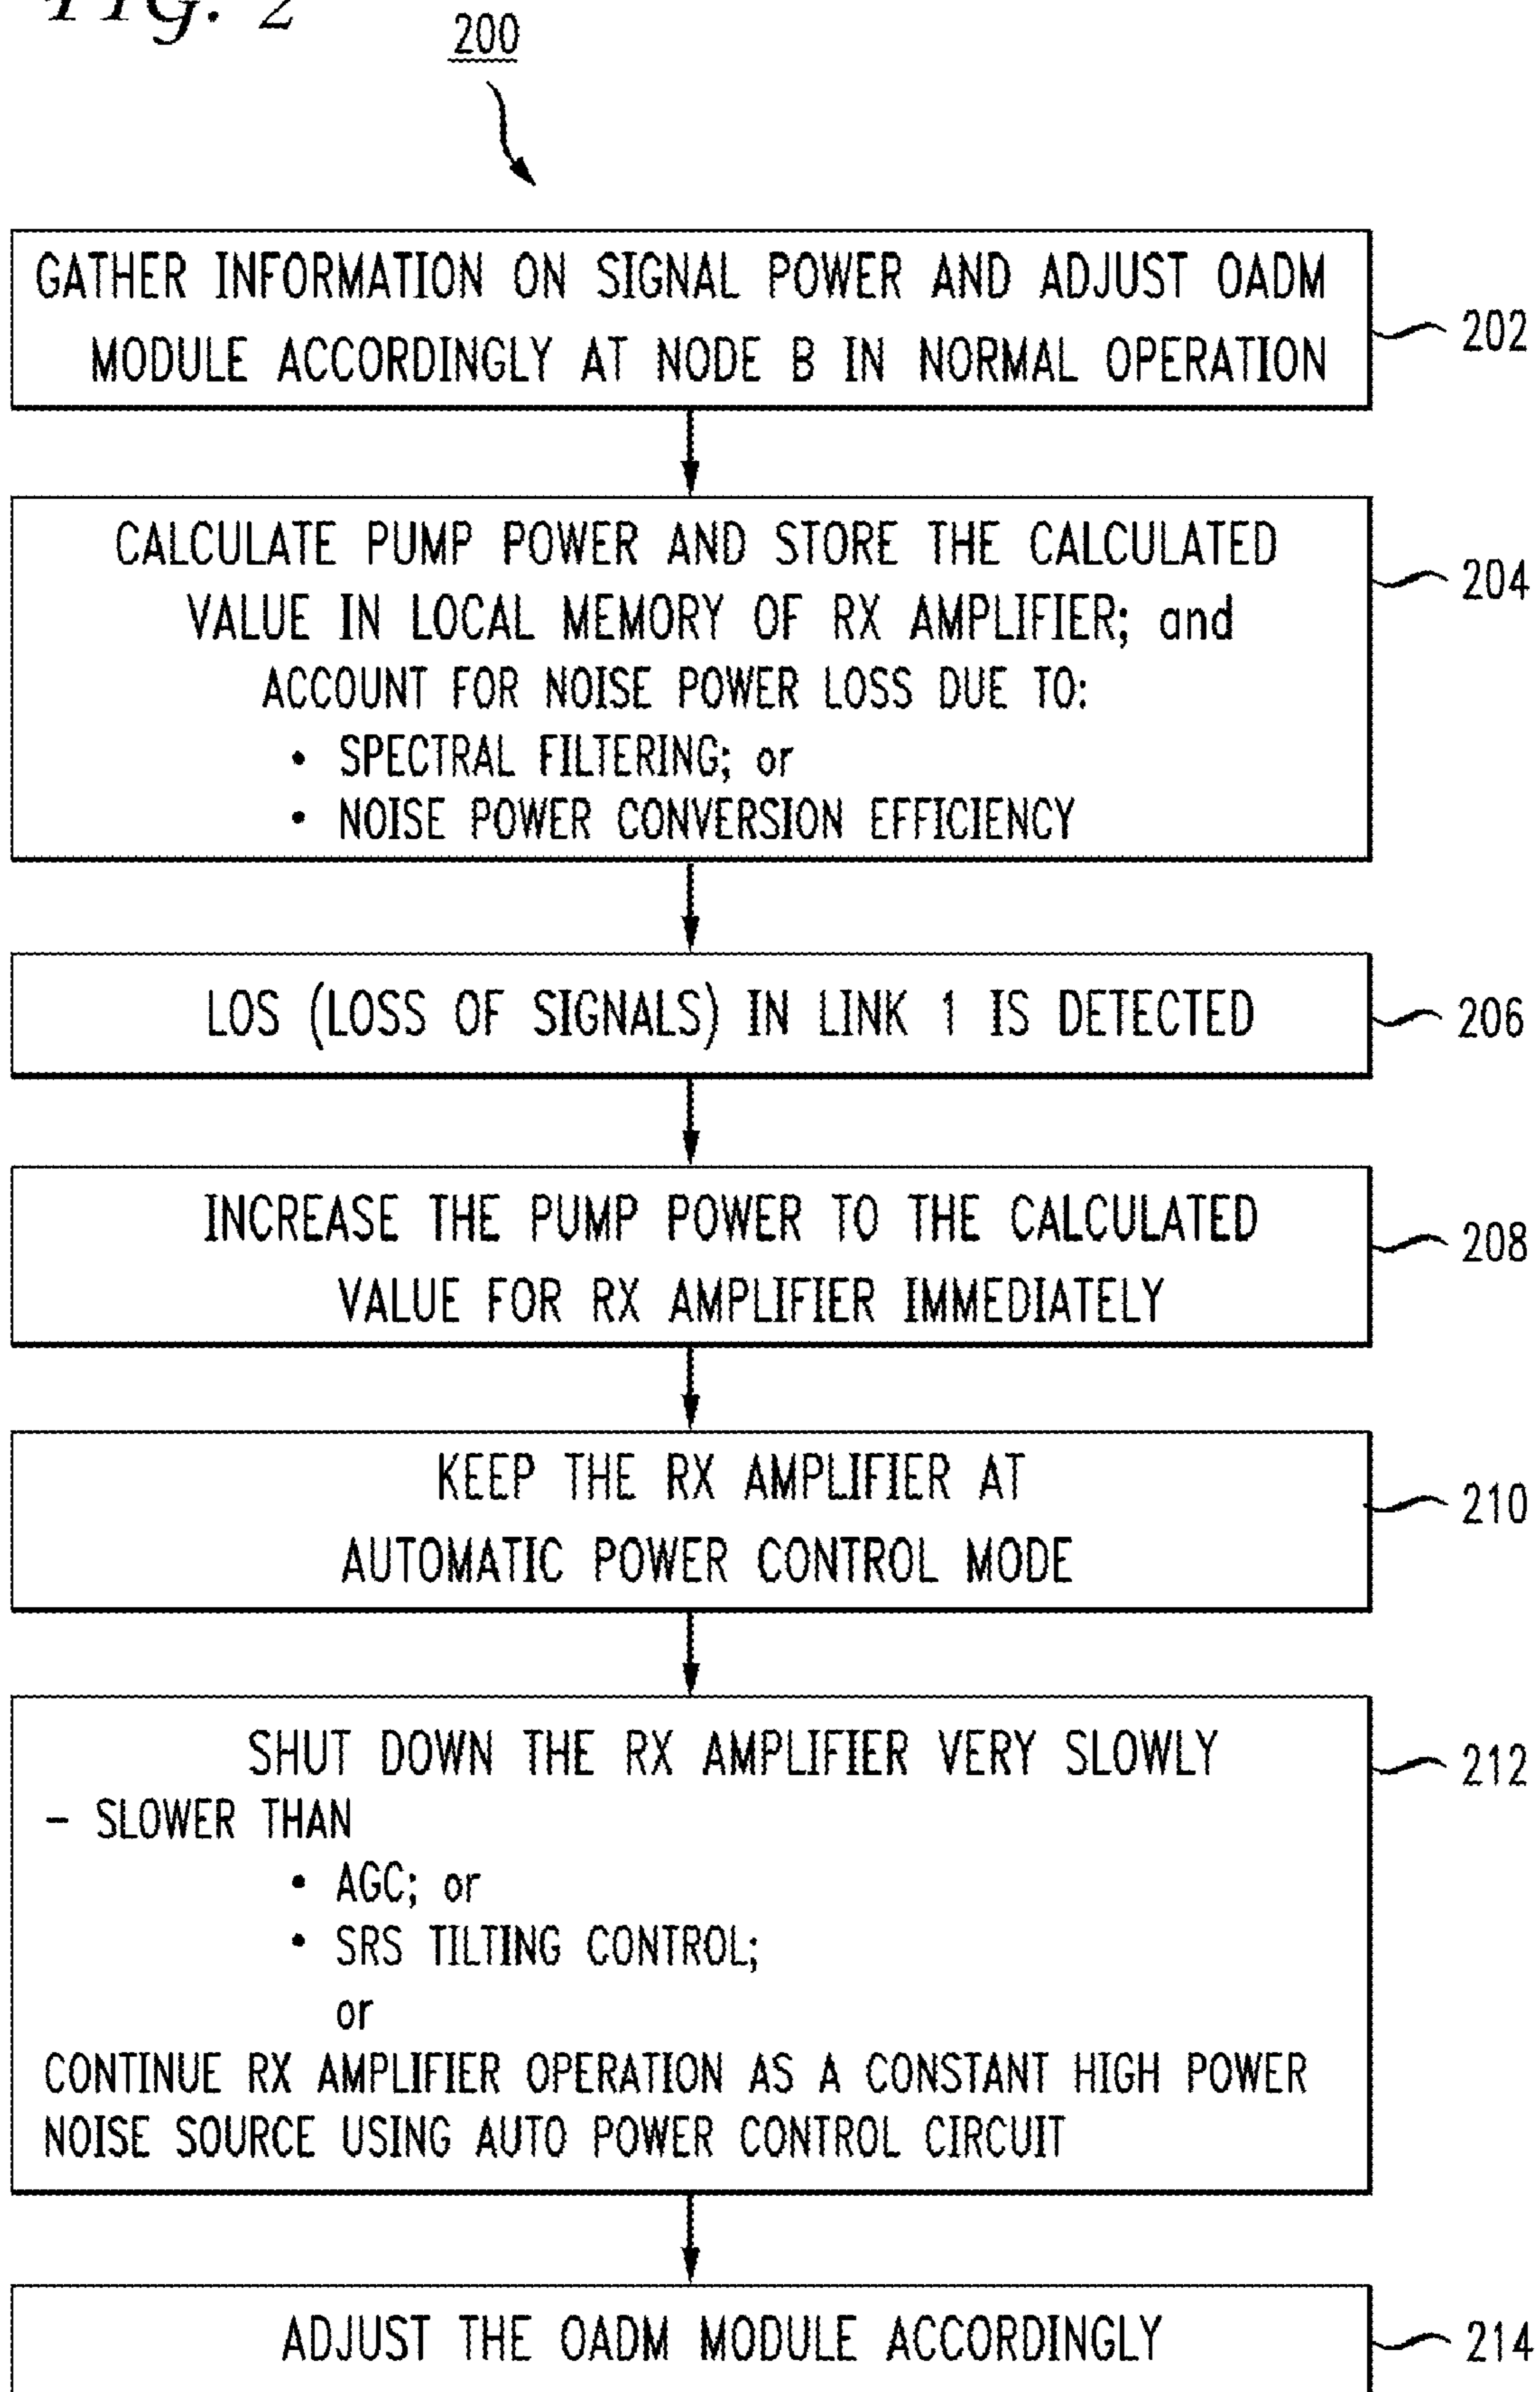 FIG. 2
200
GATHER INFORMATION ON SIGNAL POWER AND ADJUST OADM
MODULE ACCORDINGLY AT NODE B IN NORMAL OPERATION
202
CALCULATE PUMP POWER AND STORE THE CALCULATED
VALUE IN LOCAL MEMORY OF RX AMPLIFIER; and
ACCOUNT FOR NOISE POWER LOSS DUE TO:
• SPECTRAL FILTERING; or
• NOISE POWER CONVERSION EFFICIENCY
204
LOS (LOSS OF SIGNALS) IN LINK 1 IS DETECTED
206
INCREASE THE PUMP POWER TO THE CALCULATED
VALUE FOR RX AMPLIFIER IMMEDIATELY
208
KEEP THE RX AMPLIFIER AT
AUTOMATIC POWER CONTROL MODE
210
SHUT DOWN THE RX AMPLIFIER VERY SLOWLY
– SLOWER THAN
• AGC; or
• SRS TILTING CONTROL;
or
CONTINUE RX AMPLIFIER OPERATION AS A CONSTANT HIGH POWER
NOISE SOURCE USING AUTO POWER CONTROL CIRCUIT
212
ADJUST THE OADM MODULE ACCORDINGLY
214